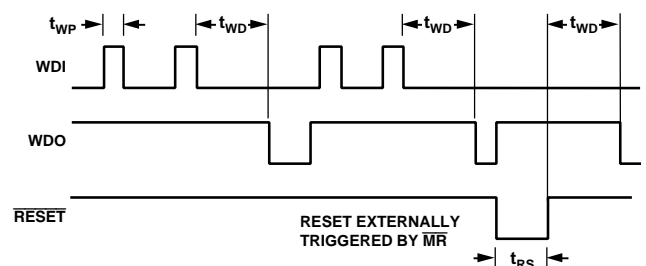 tWP
tWD
tWD
tWD
WDI
WDO
RESET
RESET EXTERNALLY
TRIGGERED BY MR
tRS